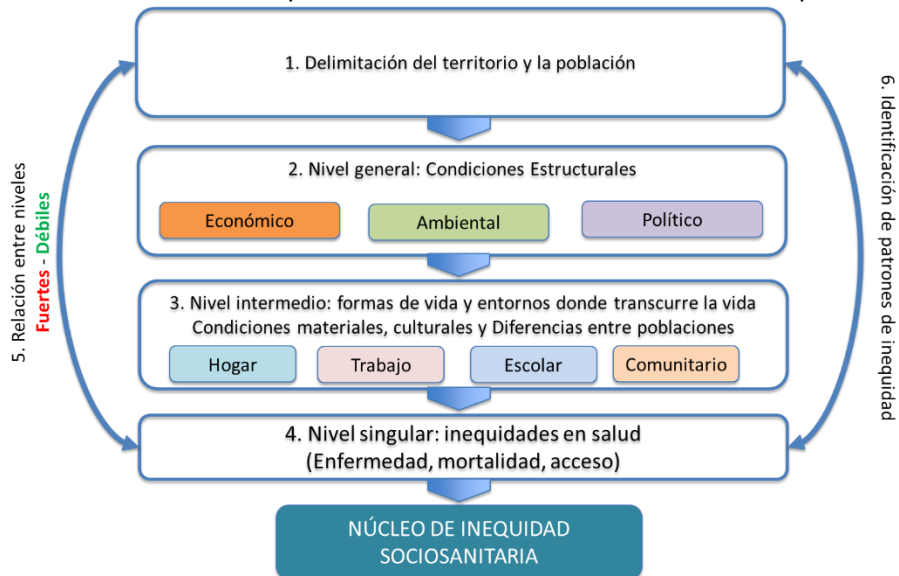 1. Delimitación del territorio y la población
2. Nivel general: Condiciones Estructurales
Económico
Ambiental
Político
3. Nivel intermedio: formas de vida y entornos donde transcurre la vida
Condiciones materiales, culturales y Diferencias entre poblaciones
Hogar
Trabajo
Escolar
Comunitario
4. Nivel singular: inequidades en salud
(Enfermedad, mortalidad, acceso)
NÚCLEO DE INEQUIDAD
SOCIOSANITARIA
5. Relación entre niveles
Fuertes - Débiles
6. Identificación de patrones de inequidad